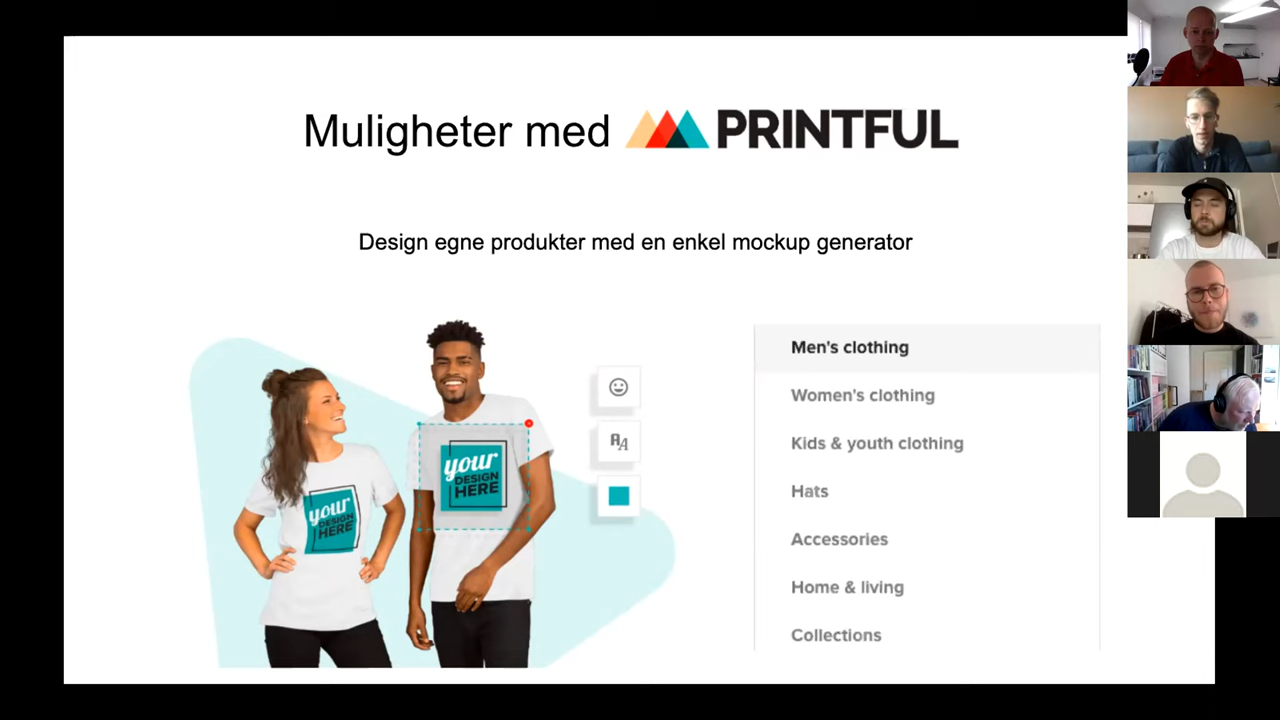 Muligheter med PRINTFUL
Design egne produkter med en enkel mockup generator
your
DESIGN
HERE
your
DESIGN
HERE
AA
Men's clothing
Women's clothing
Kids & youth clothing
Hats
Accessories
Home & living
Collections